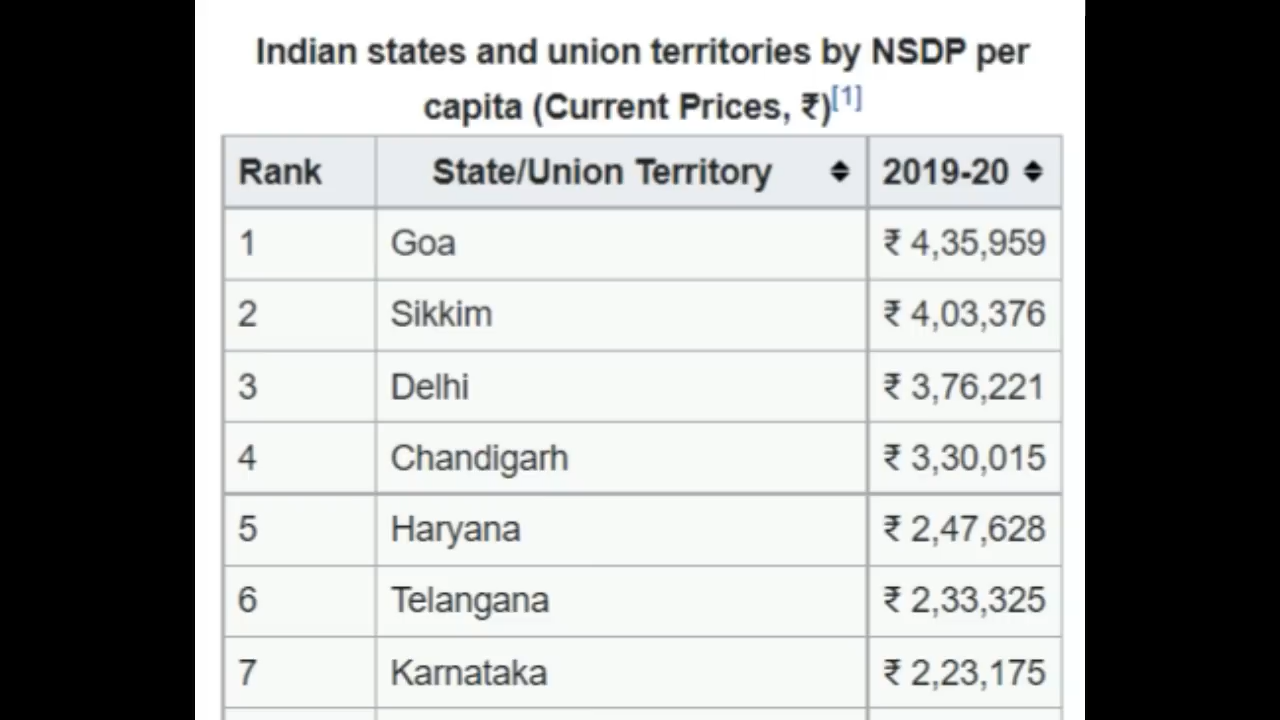 Indian states and union territories by NSDP per
capita (Current Prices, ₹)[1]
Rank State/Union Territory 2019-20
1 Goa ₹ 4,35,959
2 Sikkim ₹ 4,03,376
3 Delhi ₹ 3,76,221
4 Chandigarh ₹ 3,30,015
5 Haryana ₹ 2,47,628
6 Telangana ₹ 2,33,325
7 Karnataka ₹ 2,23,175